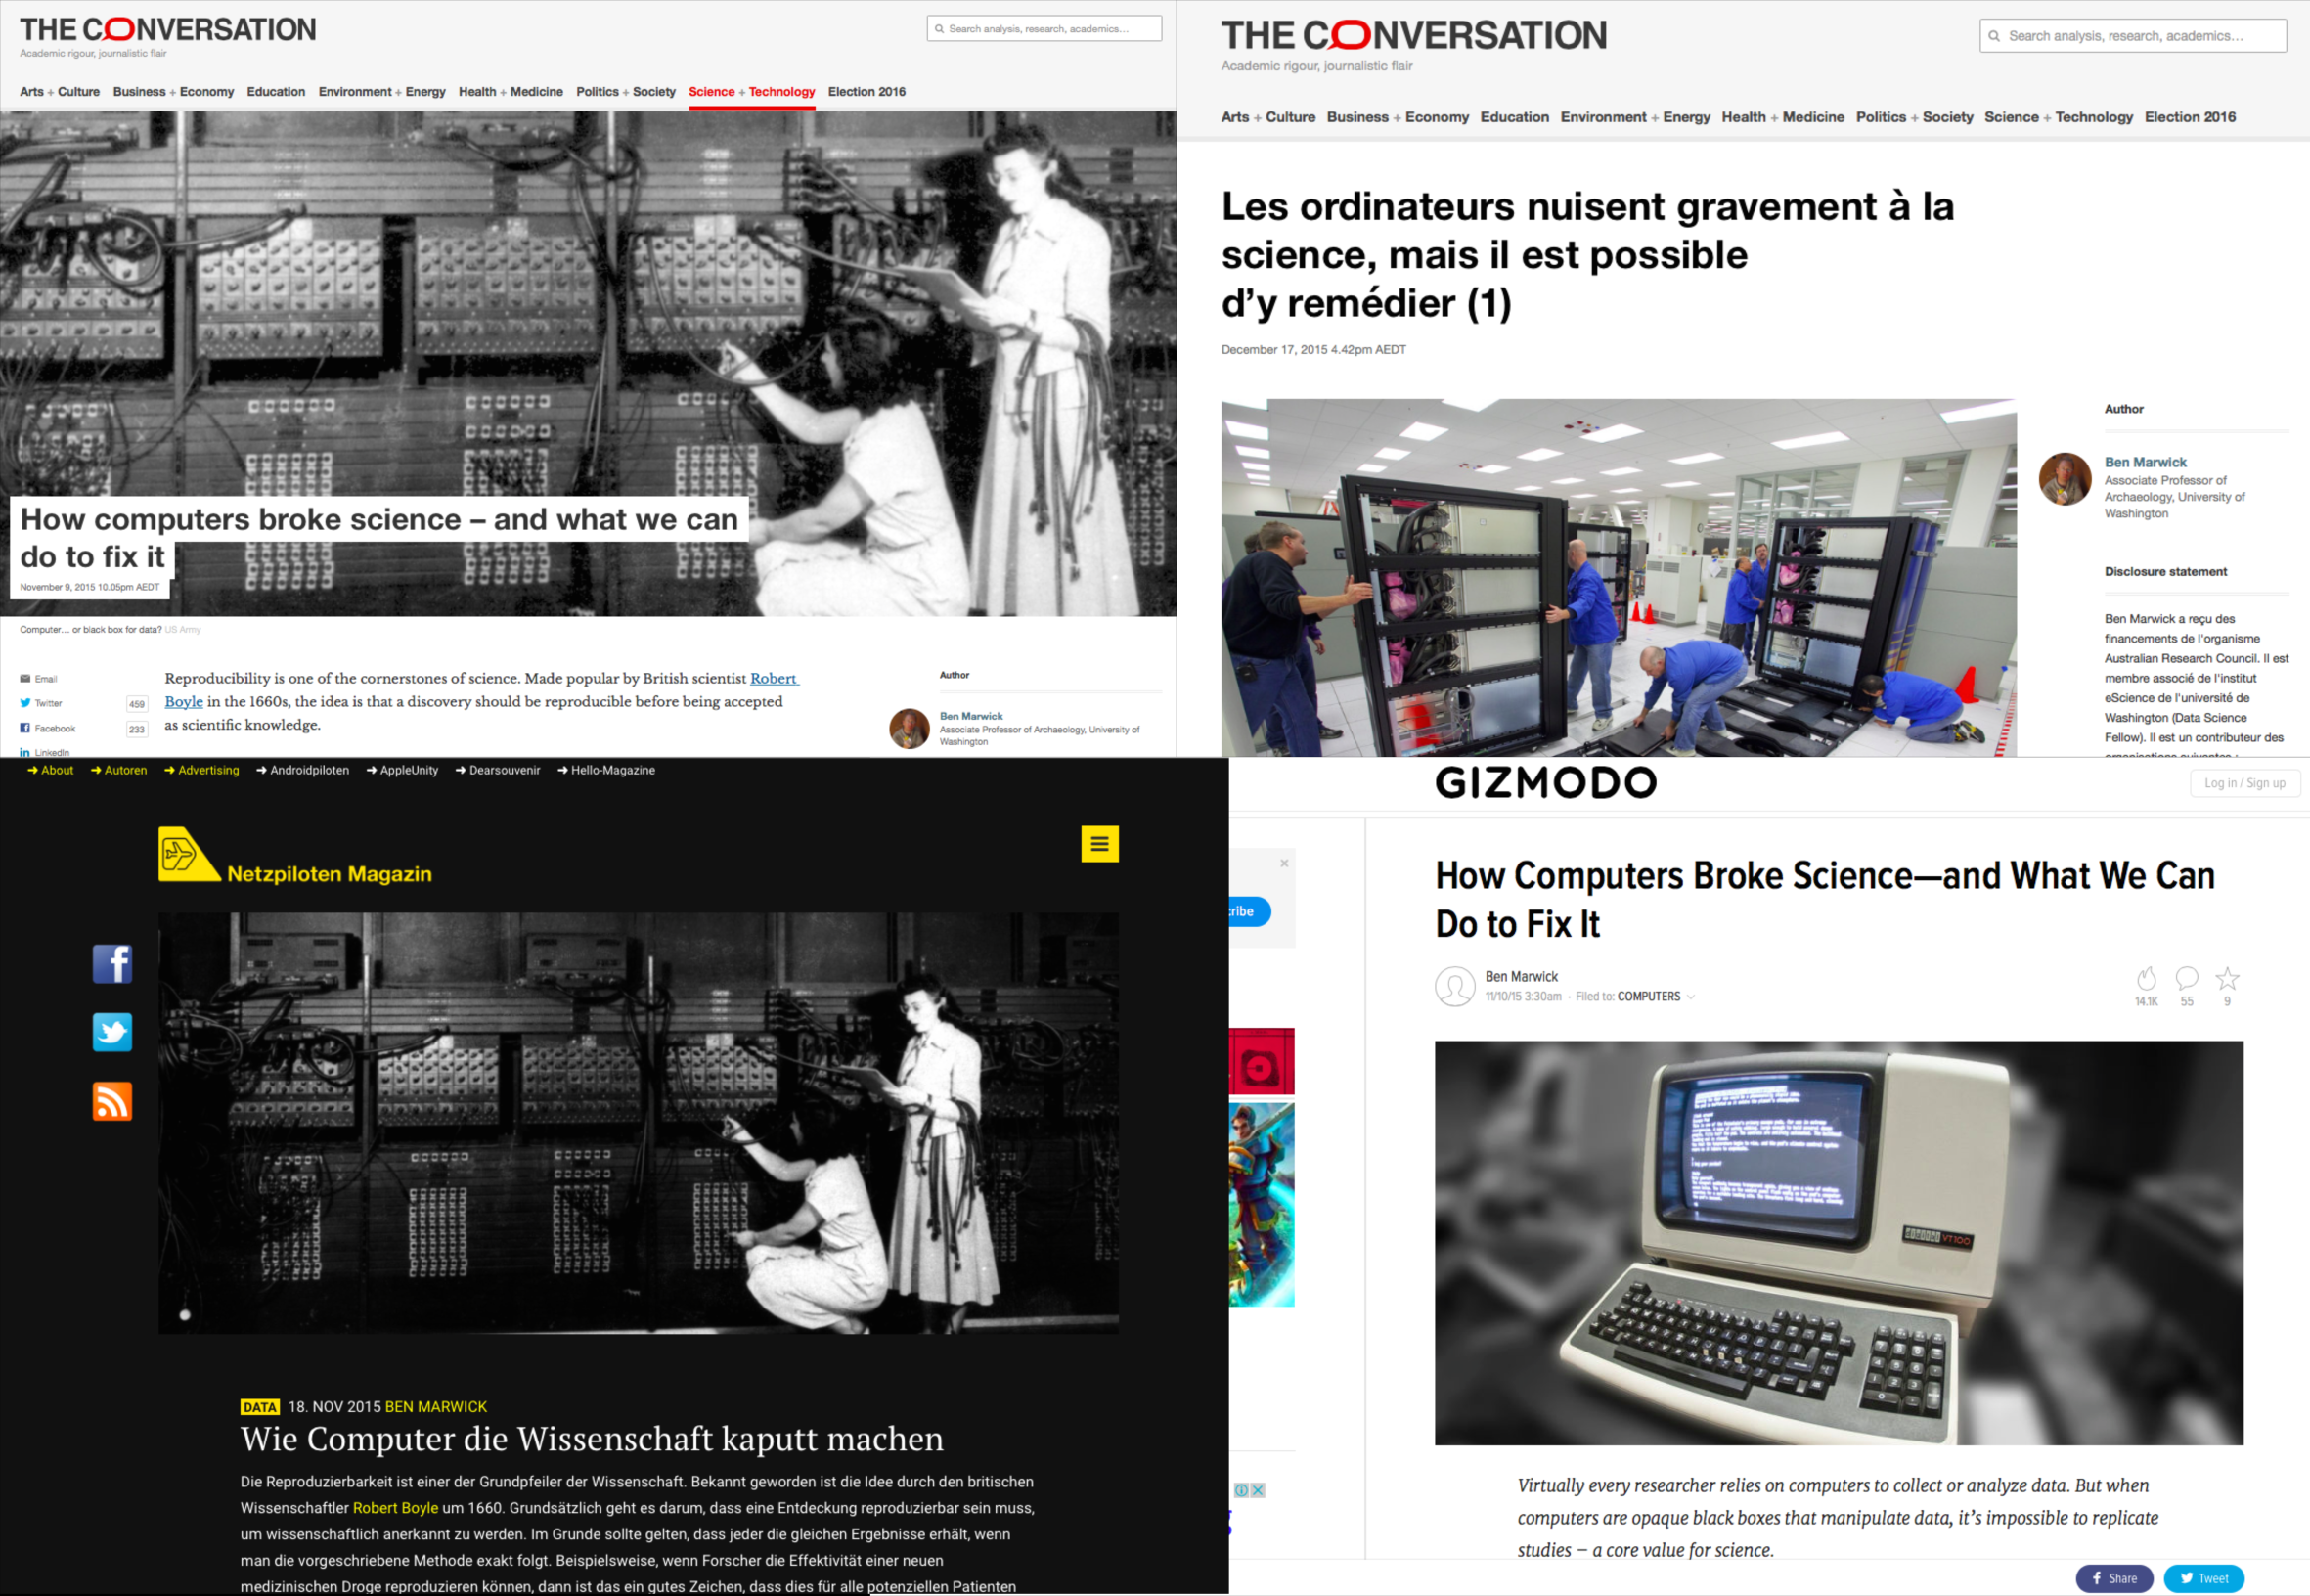 THE CONVERSATION
Academic rigour, journalistic flair
Search analysis, research, academics...
Arts + Culture Business + Economy Education Environment + Energy Health + Medicine Politics + Society Science + Technology Election 2016
How computers broke science – and what we can
do to fix it
November 9, 2015 10.05pm AEDT
Computer... or black box for data? US Army
Email
Twitter 459
Facebook 233
in LinkedIn
Reproducibility is one of the cornerstones of science. Made popular by British scientist Robert
Boyle in the 1660s, the idea is that a discovery should be reproducible before being accepted
as scientific knowledge.
Author
Ben Marwick
Associate Professor of Archaeology, University of
Washington
THE CONVERSATION
Academic rigour, journalistic flair
Search analysis, research, academics...
Arts + Culture Business + Economy Education Environment + Energy Health + Medicine Politics + Society Science + Technology Election 2016
Les ordinateurs nuisent gravement à la
science, mais il est possible
d’y remédier (1)
December 17, 2015 4.42pm AEDT
Author
Ben Marwick
Associate Professor of
Archaeology, University of
Washington
Disclosure statement
Ben Marwick a reçu des
financements de l'organisme
Australian Research Council. Il est
membre associé de l'institut
eScience de l'université de
Washington (Data Science
Fellow). Il est un contributeur des
➔ About ➔ Autoren ➔ Advertising ➔ Androidpiloten ➔ AppleUnity ➔ Dearsouvenir ➔ Hello-Magazine
Netzpiloten Magazin
DATA 18. NOV 2015 BEN MARWICK
Wie Computer die Wissenschaft kaputt machen
Die Reproduzierbarkeit ist einer der Grundpfeiler der Wissenschaft. Bekannt geworden ist die Idee durch den britischen
Wissenschaftler Robert Boyle um 1660. Grundsätzlich geht es darum, dass eine Entdeckung reproduzierbar sein muss,
um wissenschaftlich anerkannt zu werden. Im Grunde sollte gelten, dass jeder die gleichen Ergebnisse erhält, wenn
man die vorgeschriebene Methode exakt folgt. Beispielsweise, wenn Forscher die Effektivität einer neuen
medizinischen Droge reproduzieren können, dann ist das ein gutes Zeichen, dass dies für alle potenziellen Patienten
GIZMODO
Log in / Sign up
cribe
How Computers Broke Science—and What We Can
Do to Fix It
Ben Marwick
11/10/15 3:30am · Filed to: COMPUTERS
14.1K 55 9
VT100
Virtually every researcher relies on computers to collect or analyze data. But when
computers are opaque black boxes that manipulate data, it’s impossible to replicate
studies – a core value for science.
Share
Tweet